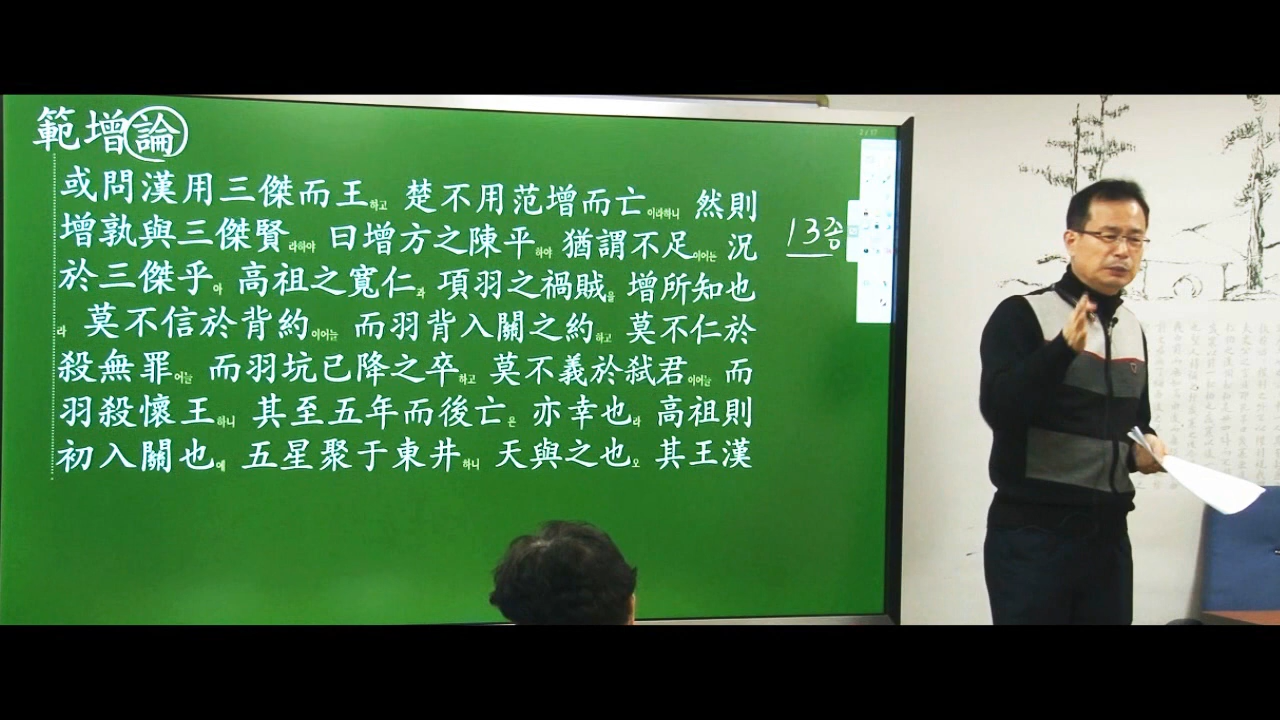 範增論
或問漢用三傑而王하고 楚不用范增而亡이라하니 然則
增孰與三傑賢라하야 曰增方之陳平하야 猶謂不足이어든 況
於三傑乎아 高祖之寬仁과 項羽之禍賊을 增所知也
라 莫不信於背約이어늘 而羽背入關之約하고 莫不仁於
殺無罪어늘 而羽坑已降之卒하고 莫不義於弑君이어늘 而
羽殺懷王하니 其至五年而後亡은 亦幸也라 高祖則
初入關也에 五星聚于東井하니 天與之也오 其王漢
13종